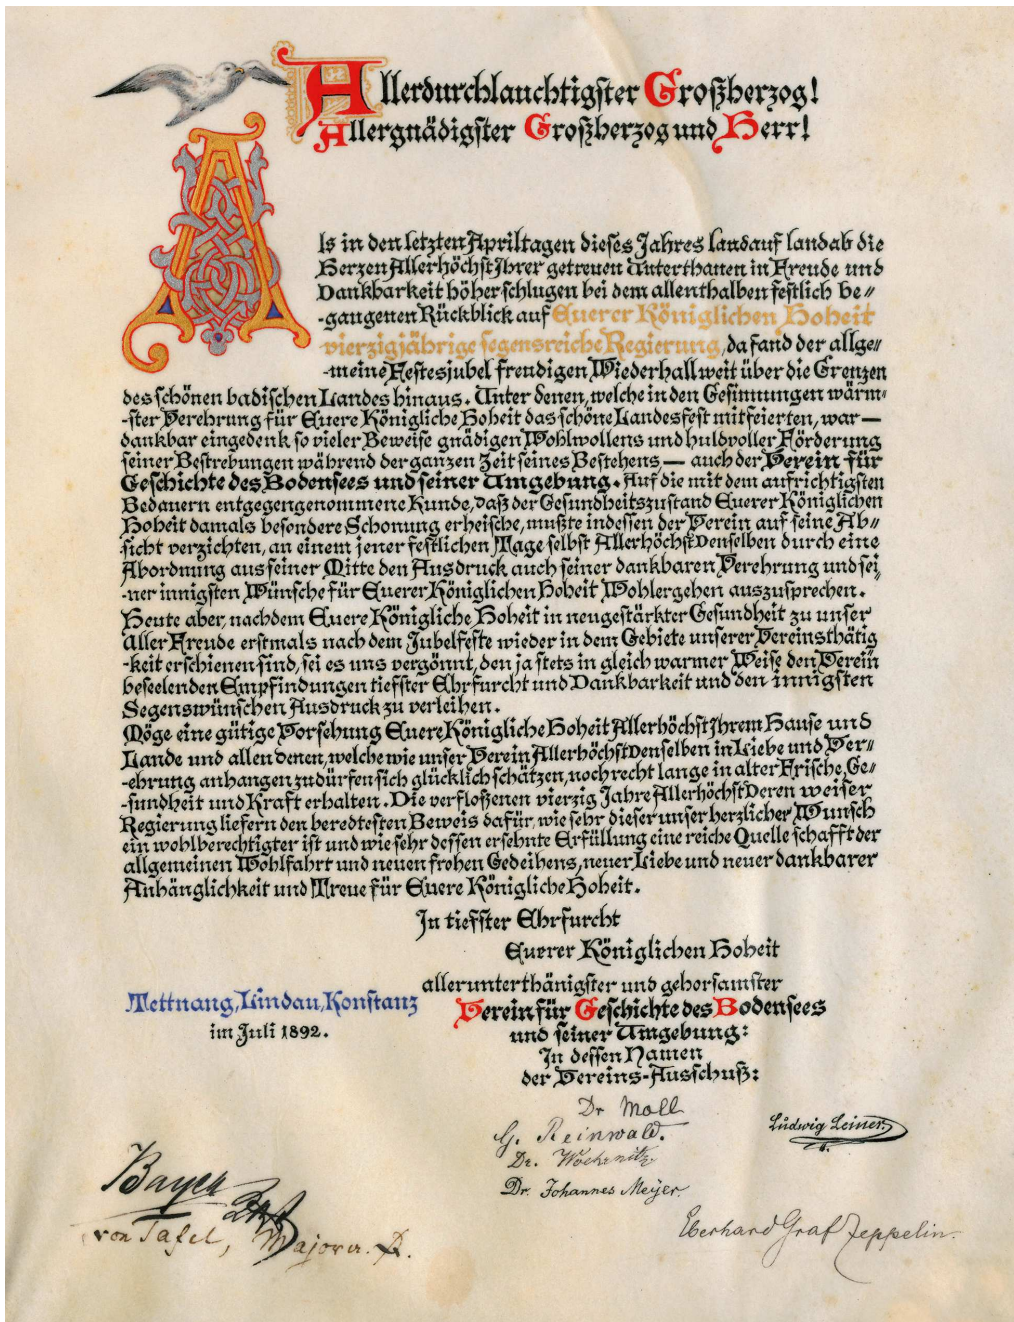 Allerdurchlauchtigster Großherzog!
Allergnädigster Großherzog und Herr!
Als in den letzten Apriltagen dieses Jahres landauf landab die
Herzen Allerhöchst Ihrer getreuen Unterthanen in Freude und
Dankbarkeit höher schlugen bei dem allenthalben festlich be//
-gangenen Rückblick auf Euerer Königlichen Hoheit
vierzigjährige segensreiche Regierung, da fand der allge//
-meine Festesjubel freudigen Wiederhall weit über die Grenzen
des schönen badischen Landes hinaus. Unter denen, welche in den Gesinnungen wärm//
-ster Verehrung für Euere Königliche Hoheit das schöne Landesfest mitfeierten, war —
dankbar eingedenk so vieler Beweise gnädigen Wohlwollens und huldvoller Förderung
seiner Bestrebungen während der ganzen Zeit seines Bestehens — auch der Verein für
Geschichte des Bodensees und seiner Umgebung. Auf die mit dem aufrichtigsten
Bedauern entgegengenommene Kunde, daß der Gesundheitszustand Euerer Königlichen
Hoheit damals besondere Schonung erheische, mußte indessen der Verein auf seine Ab//
-sicht verzichten, an einem jener festlichen Tage selbst Allerhöchst Denselben durch eine
Abordnung aus seiner Mitte den Ausdruck auch seiner dankbaren Verehrung und sei/
-ner innigsten Wünsche für Euerer Königlichen Hoheit Wohlergehen auszusprechen.
Heute aber, nachdem Euere Königliche Hoheit in neugestärkter Gesundheit zu unser
Aller Freude erstmals nach dem Jubelfeste wieder in dem Gebiete unserer Vereinsthätig
-keit erschienen sind, sei es uns vergönnt, den ja stets in gleich warmer Weise den Verein
beseelenden Empfindungen tiefster Ehrfurcht und Dankbarkeit und den innigsten
Segenswünschen Ausdruck zu verleihen.
Möge eine gütige Vorsehung Euere Königliche Hoheit Allerhöchst Ihrem Hause und
Lande und allen denen, welche wie unser Verein Allerhöchst Denselben in Liebe und Ver//
-ehrung anhangen zu dürfen sich glücklich schätzen, noch recht lange in alter Frische, Ge//
-sundheit und Kraft erhalten. Die verfloßenen vierzig Jahre Allerhöchst Deren weiser
Regierung liefern den beredtesten Beweis dafür, wie sehr dieser unser herzlicher Wunsch
ein wohlberechtigter ist und wie sehr dessen ersehnte Erfüllung eine reiche Quelle schafft der
allgemeinen Wohlfahrt und neuen frohen Gedeihens, neuer Liebe und neuer dankbarer
Anhänglichkeit und Treue für Euere Königliche Hoheit.
In tiefster Ehrfurcht
Euerer Königlichen Hoheit
allerunterthänigster und gehorsamster
Tettnang, Lindau, Konstanz
Verein für Geschichte des Bodensees
im Juli 1892.
und seiner Umgebung:
In dessen Namen
der Vereins-Ausschuß:
Dr Moll
Ludwig Leiner.
G. Reinwald.
Dr. Johannes Meyer.
Bayer
Eberhard Graf Zeppelin.
von Tafel, Major a. D.